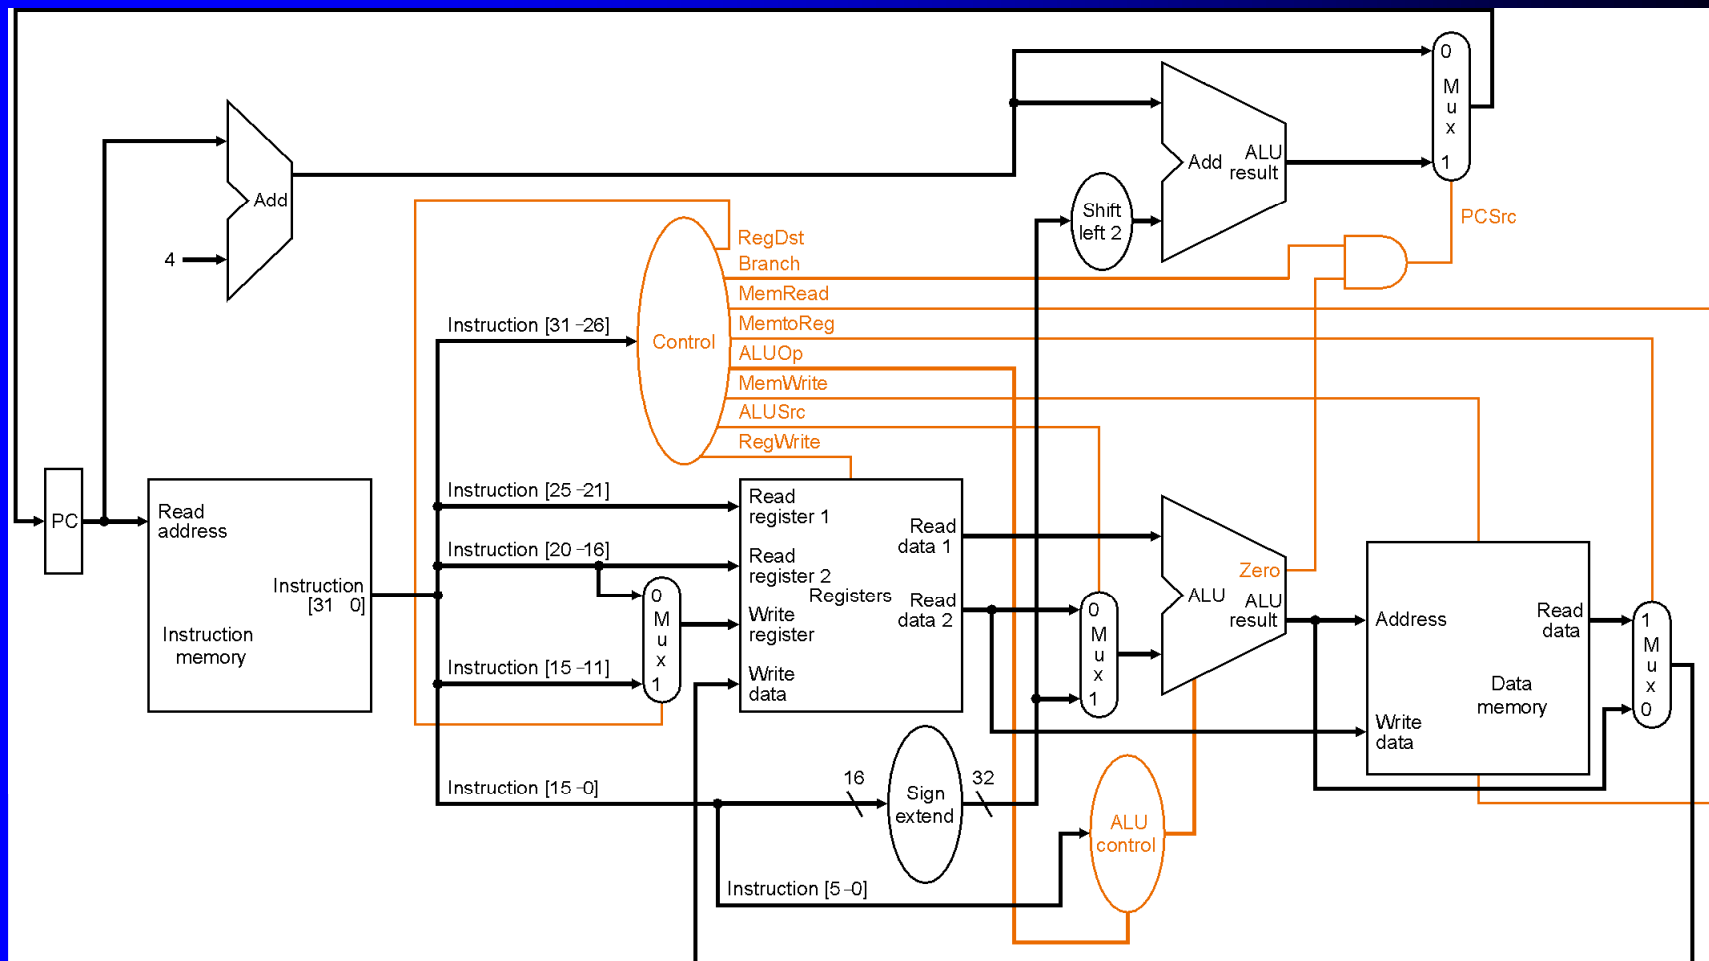 0
M
u
x
1
Add
ALU
result
Add
4
Shift
left 2
PCSrc
RegDst
Branch
MemRead
MemtoReg
ALUOp
MemWrite
ALUSrc
RegWrite
Control
Instruction [31–26]
Instruction [25–21]
Instruction [20–16]
Instruction [15–11]
Instruction [15–0]
Instruction [5–0]
PC
Read
address
Instruction
[31 0]
Instruction
memory
0
M
u
x
1
Read
register 1
Read
register 2
Write
register
Write
data
Registers
Read
data 1
Read
data 2
0
M
u
x
1
Zero
ALU
ALU
result
Address
Write
data
Read
data
Data
memory
1
M
u
x
0
16
Sign
extend
32
ALU
control